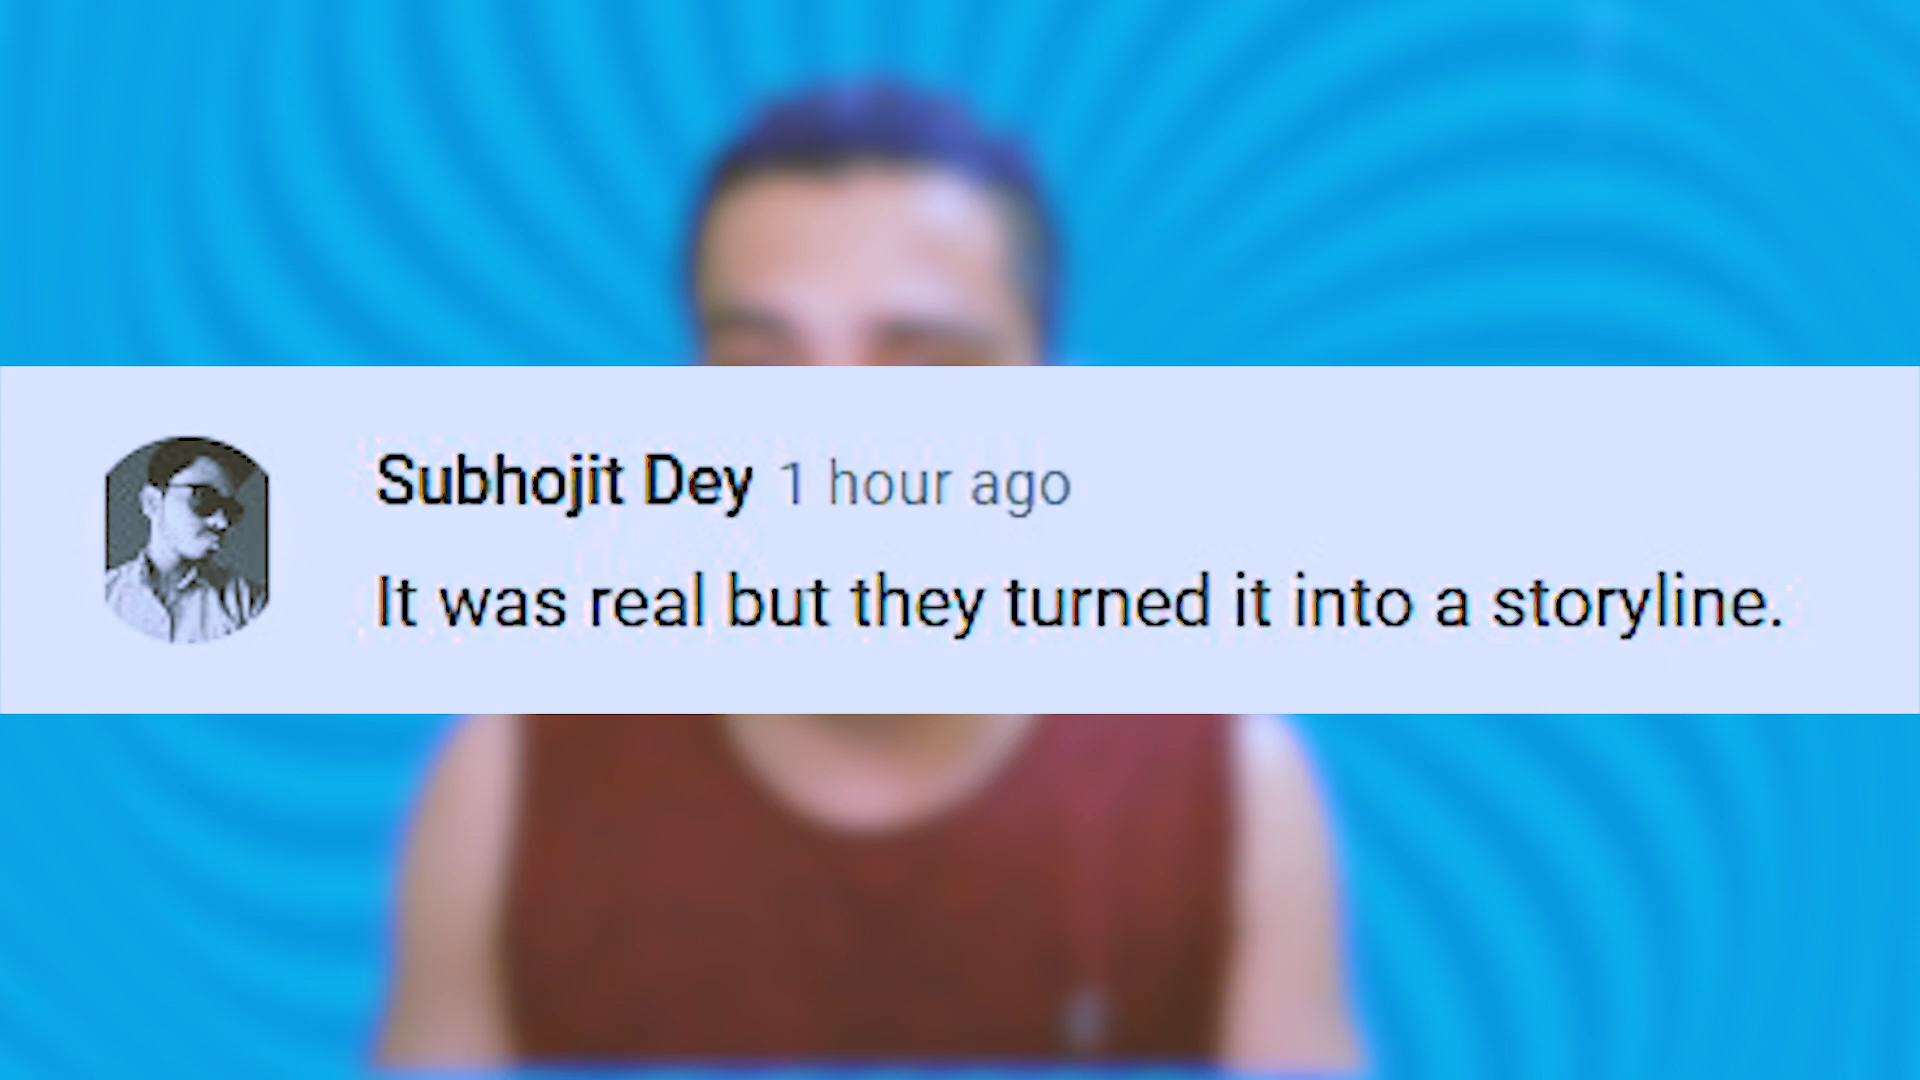 Subhojit Dey 1 hour ago
It was real but they turned it into a storyline.